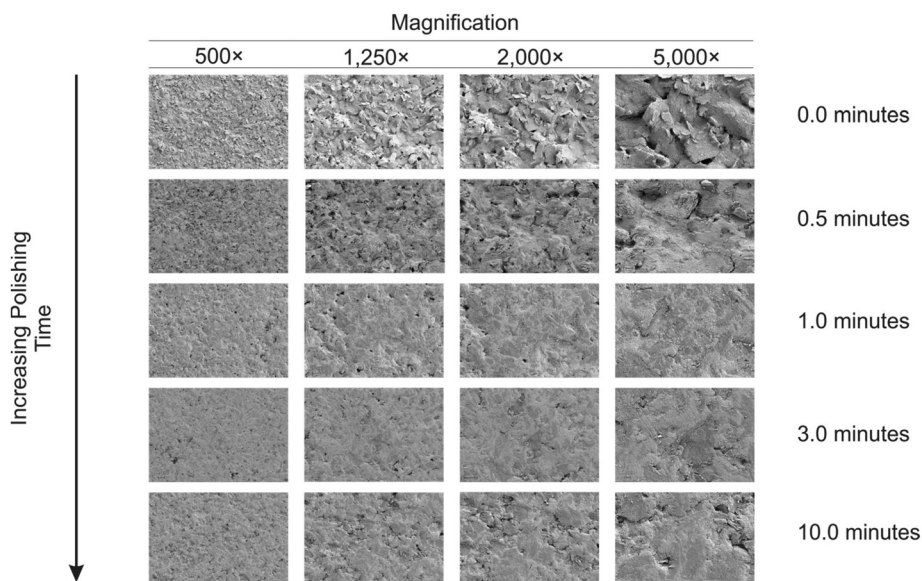 Magnification
500×
1,250×
2,000×
5,000×
0.0 minutes
0.5 minutes
1.0 minutes
3.0 minutes
10.0 minutes
Increasing Polishing
Time